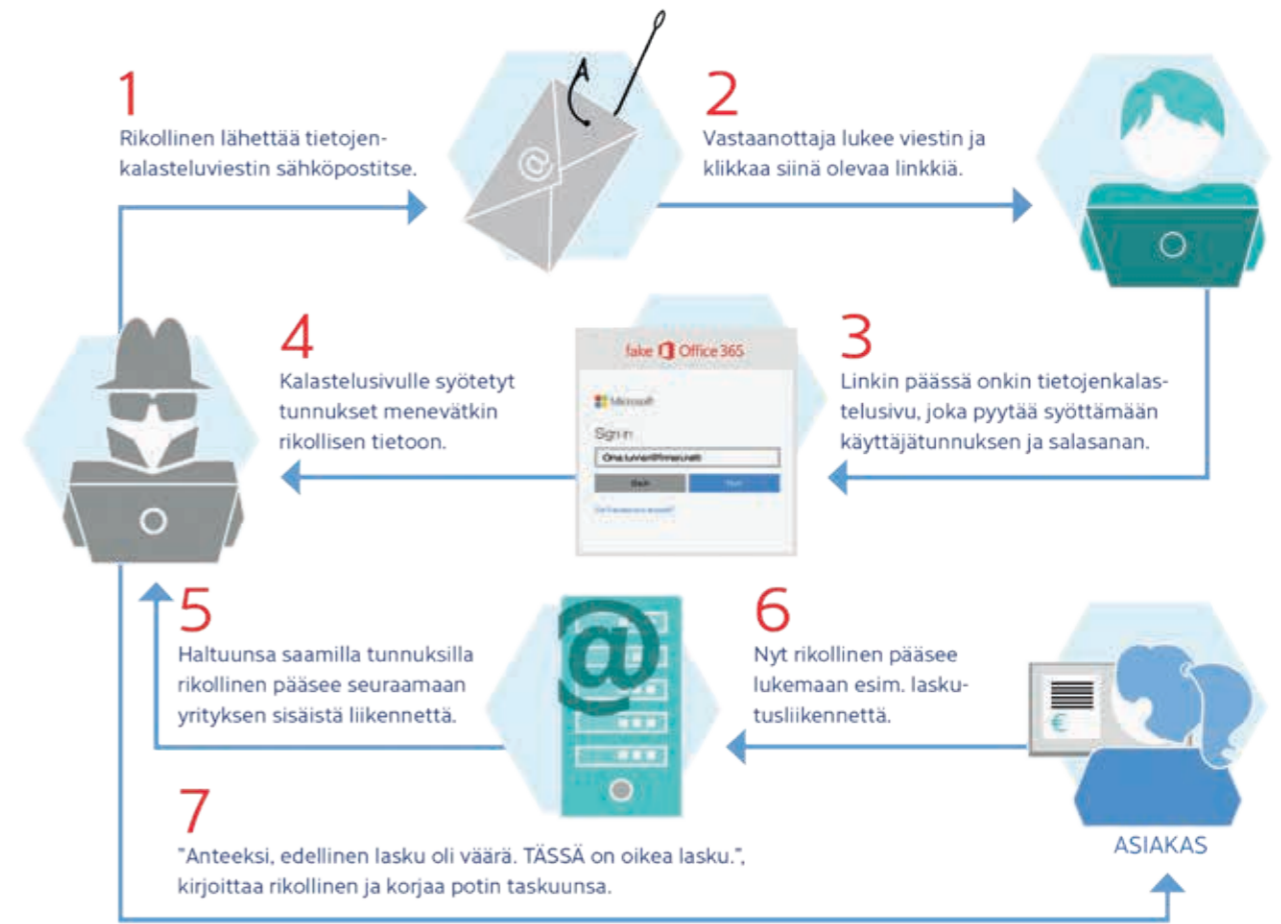 1
Rikollinen lähettää tietojen-
kalasteluviestin sähköpostitse.
@
2
Vastaanottaja lukee viestin ja
klikkaa siinä olevaa linkkiä.
3
Linkin päässä onkin tietojenkalas-
telusivu, joka pyytää syöttämään
käyttäjätunnuksen ja salasanan.
fake Office 365
Microsoft
Sign in
4
Kalastelusivulle syötetyt
tunnukset menevätkin
rikollisen tietoon.
5
Haltuunsa saamilla tunnuksilla
rikollinen pääsee seuraamaan
yrityksen sisäistä liikennettä.
@
6
Nyt rikollinen pääsee
lukemaan esim. lasku-
tusliikennettä.
€
ASIAKAS
7
"Anteeksi, edellinen lasku oli väärä. TÄSSÄ on oikea lasku.",
kirjoittaa rikollinen ja korjaa potin taskuunsa.